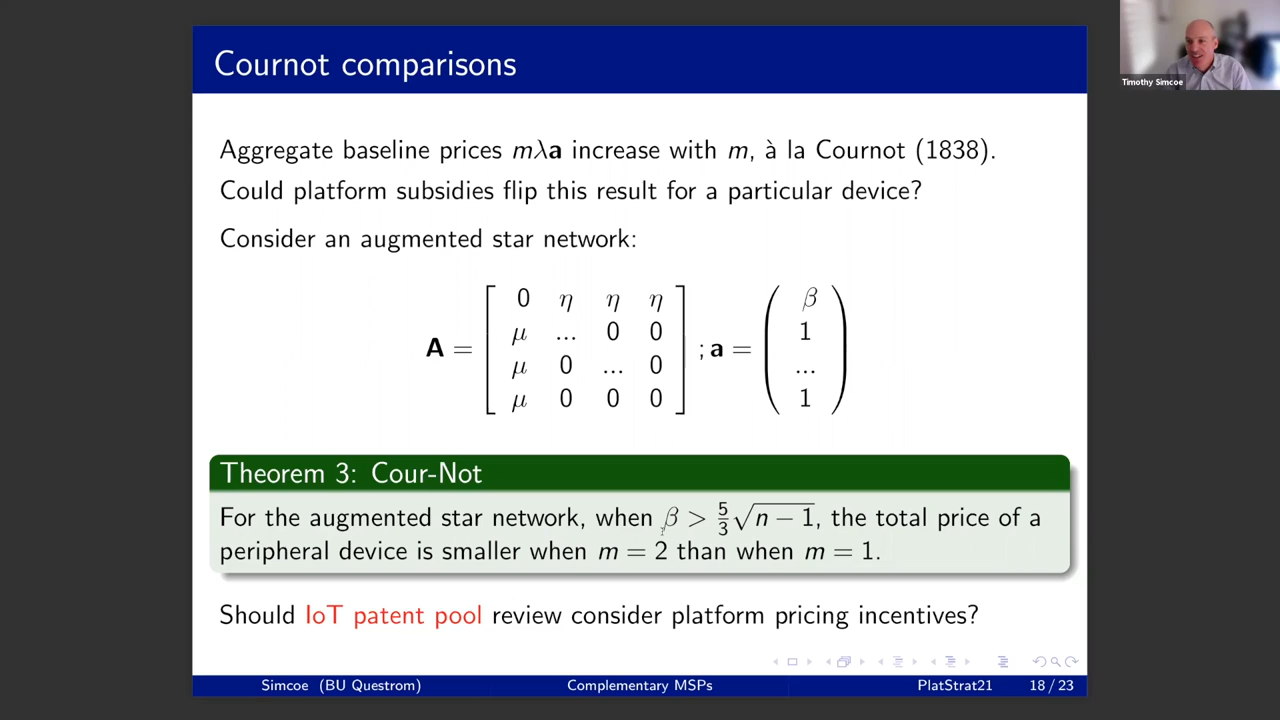 Cournot comparisons
Timothy Simcoe
Aggregate baseline prices mλa increase with m, à la Cournot (1838).
Could platform subsidies flip this result for a particular device?
Consider an augmented star network:
A = [ 0 η η η ; a = ( β
μ ... 0 0 1
μ 0 ... 0 ...
μ 0 0 0 ] 1 )
Theorem 3: Cour-Not
For the augmented star network, when β > 5/3 √(n − 1), the total price of a
peripheral device is smaller when m = 2 than when m = 1.
Should IoT patent pool review consider platform pricing incentives?
Simcoe (BU Questrom) Complementary MSPs PlatStrat21 18 / 23